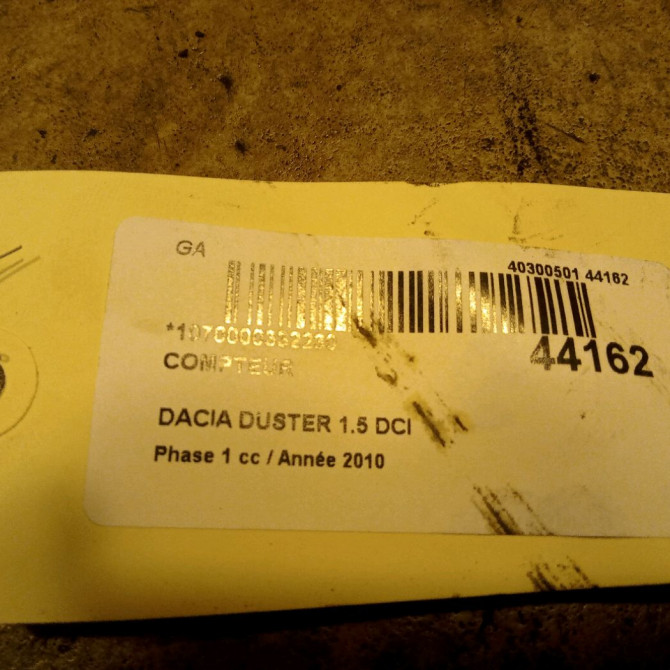 GA
40300501 44162
44162
COMPTEUR
DACIA DUSTER 1.5 DCI
Phase 1 cc / Année 2010